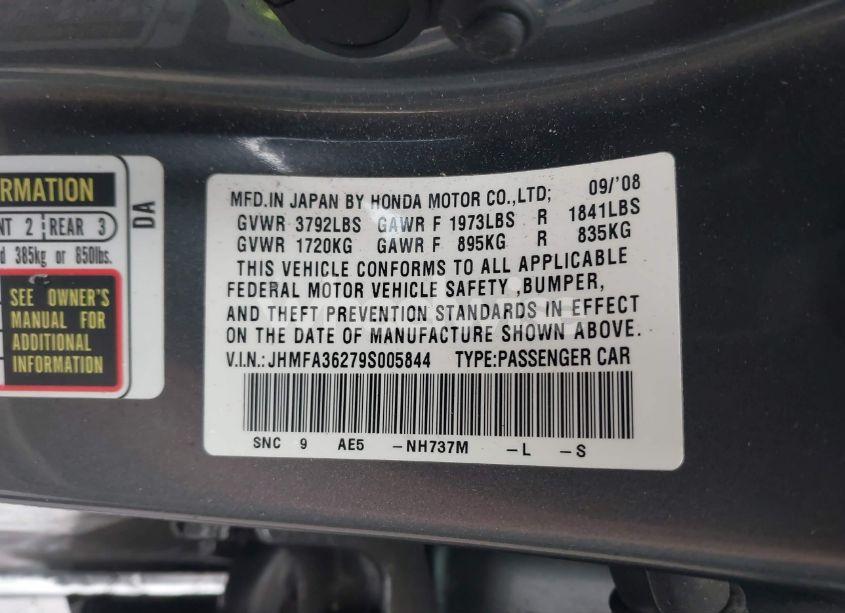 RMATION
NT 2 REAR 3
d 385kg or 850lbs.
SEE OWNER'S
MANUAL FOR
ADDITIONAL
INFORMATION
DA
MFD.IN JAPAN BY HONDA MOTOR CO.,LTD; 09/'08
GVWR 3792LBS GAWR F 1973LBS R 1841LBS
GVWR 1720KG GAWR F 895KG R 835KG
THIS VEHICLE CONFORMS TO ALL APPLICABLE
FEDERAL MOTOR VEHICLE SAFETY ,BUMPER,
AND THEFT PREVENTION STANDARDS IN EFFECT
ON THE DATE OF MANUFACTURE SHOWN ABOVE.
V.I.N.: JHMFA36279S005844 TYPE:PASSENGER CAR
SNC 9 AE5 -NH737M -L -S